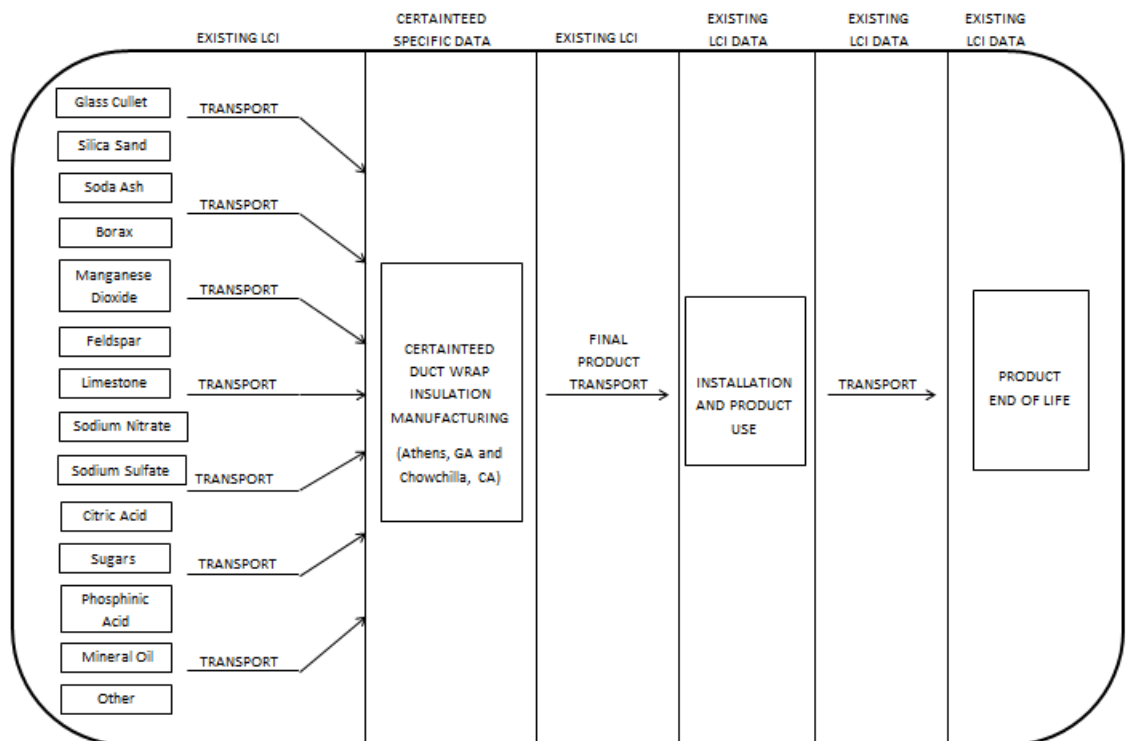 EXISTING LCI
CERTAINTEED
SPECIFIC DATA
EXISTING LCI
EXISTING
LCI DATA
EXISTING
LCI DATA
EXISTING
LCI DATA
Glass Cullet
Silica Sand
Soda Ash
Borax
Manganese
Dioxide
Feldspar
Limestone
Sodium Nitrate
Sodium Sulfate
Citric Acid
Sugars
Phosphinic
Acid
Mineral Oil
Other
TRANSPORT
TRANSPORT
TRANSPORT
TRANSPORT
TRANSPORT
TRANSPORT
TRANSPORT
CERTAINTEED
DUCT WRAP
INSULATION
MANUFACTURING
(Athens, GA and
Chowchilla, CA)
FINAL
PRODUCT
TRANSPORT
INSTALLATION
AND PRODUCT
USE
TRANSPORT
PRODUCT
END OF LIFE